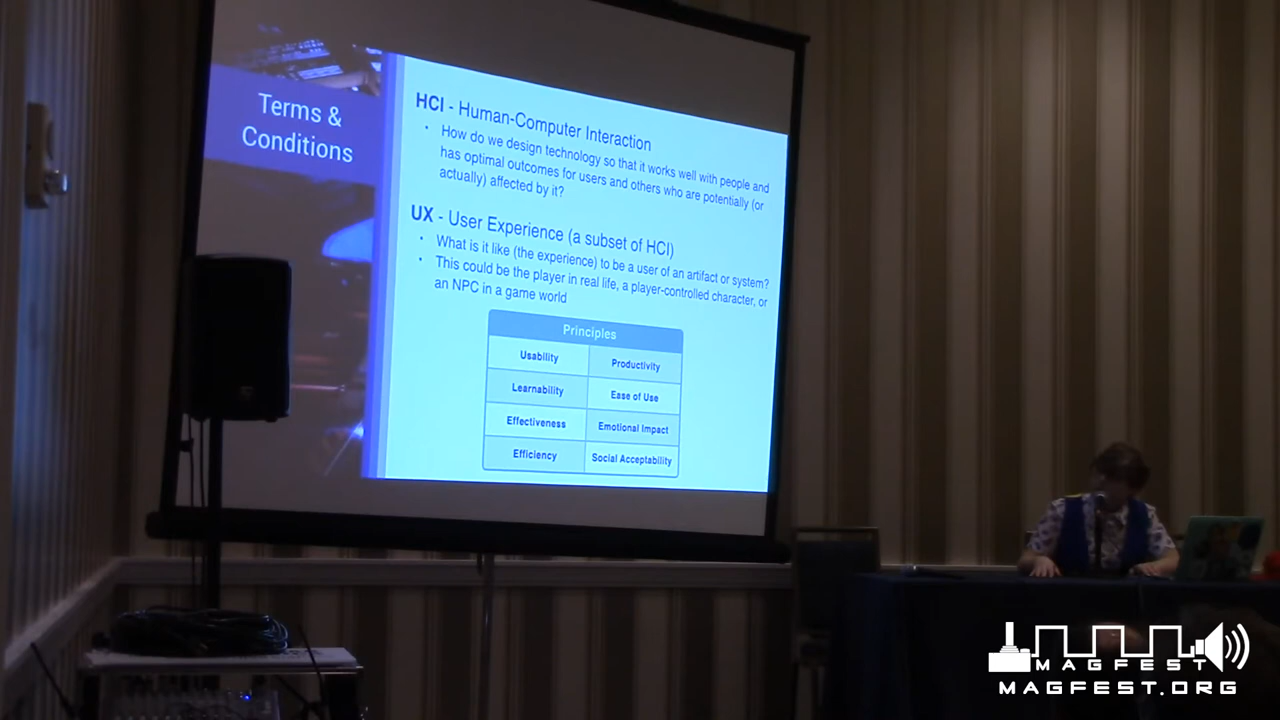 Terms &
Conditions
HCI - Human-Computer Interaction
• How do we design technology so that it works well with people and
has optimal outcomes for users and others who are potentially (or
actually) affected by it?
UX - User Experience (a subset of HCI)
• What is it like (the experience) to be a user of an artifact or system?
• This could be the player in real life, a player-controlled character, or
an NPC in a game world
Principles
Usability Productivity
Learnability Ease of Use
Effectiveness Emotional Impact
Efficiency Social Acceptability
MAGFEST
MAGFEST.ORG